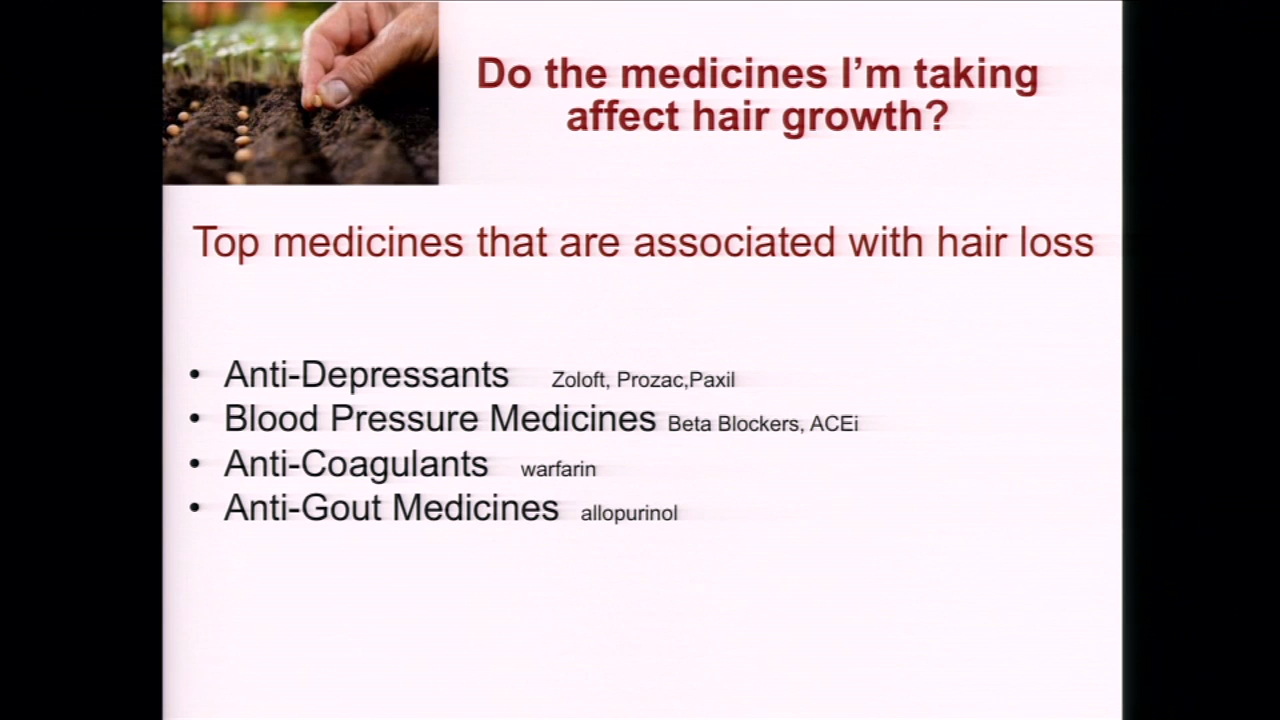 Do the medicines I'm taking
affect hair growth?
Top medicines that are associated with hair loss
• Anti-Depressants Zoloft, Prozac,Paxil
• Blood Pressure Medicines Beta Blockers, ACEi
• Anti-Coagulants warfarin
• Anti-Gout Medicines allopurinol